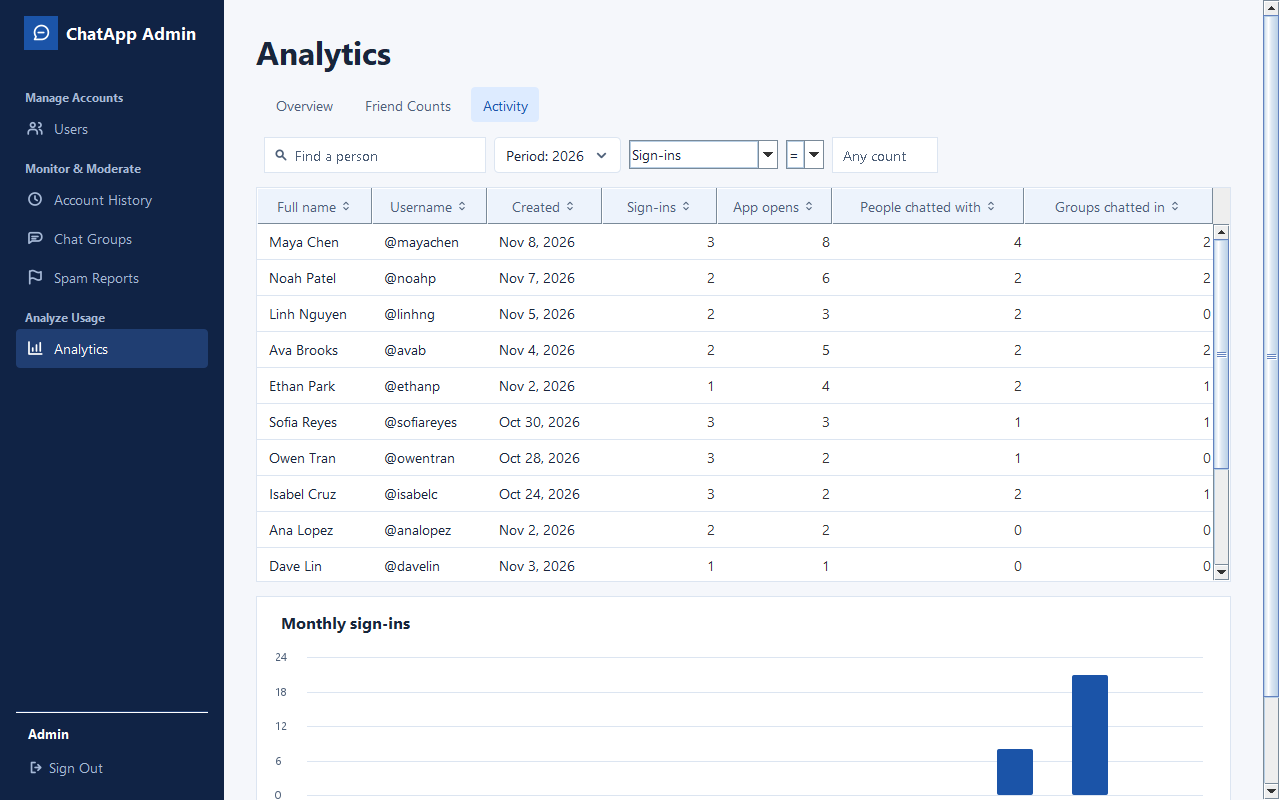 ChatApp Admin
Manage Accounts
Users
Monitor & Moderate
Account History
Chat Groups
Spam Reports
Analyze Usage
Analytics
Admin
Sign Out
Analytics
Overview Friend Counts Activity
Find a person Period: 2026 Sign-ins = Any count
Full name Username Created Sign-ins App opens People chatted with Groups chatted in
Maya Chen @mayachen Nov 8, 2026 3 8 4 2
Noah Patel @noahp Nov 7, 2026 2 6 2 2
Linh Nguyen @linhng Nov 5, 2026 2 3 2 0
Ava Brooks @avab Nov 4, 2026 2 5 2 2
Ethan Park @ethanp Nov 2, 2026 1 4 2 1
Sofia Reyes @sofiareyes Oct 30, 2026 3 3 1 1
Owen Tran @owentran Oct 28, 2026 3 2 1 0
Isabel Cruz @isabelc Oct 24, 2026 3 2 2 1
Ana Lopez @analopez Nov 2, 2026 2 2 0 0
Dave Lin @davelin Nov 3, 2026 1 1 0 0
Monthly sign-ins
24
18
12
6
0